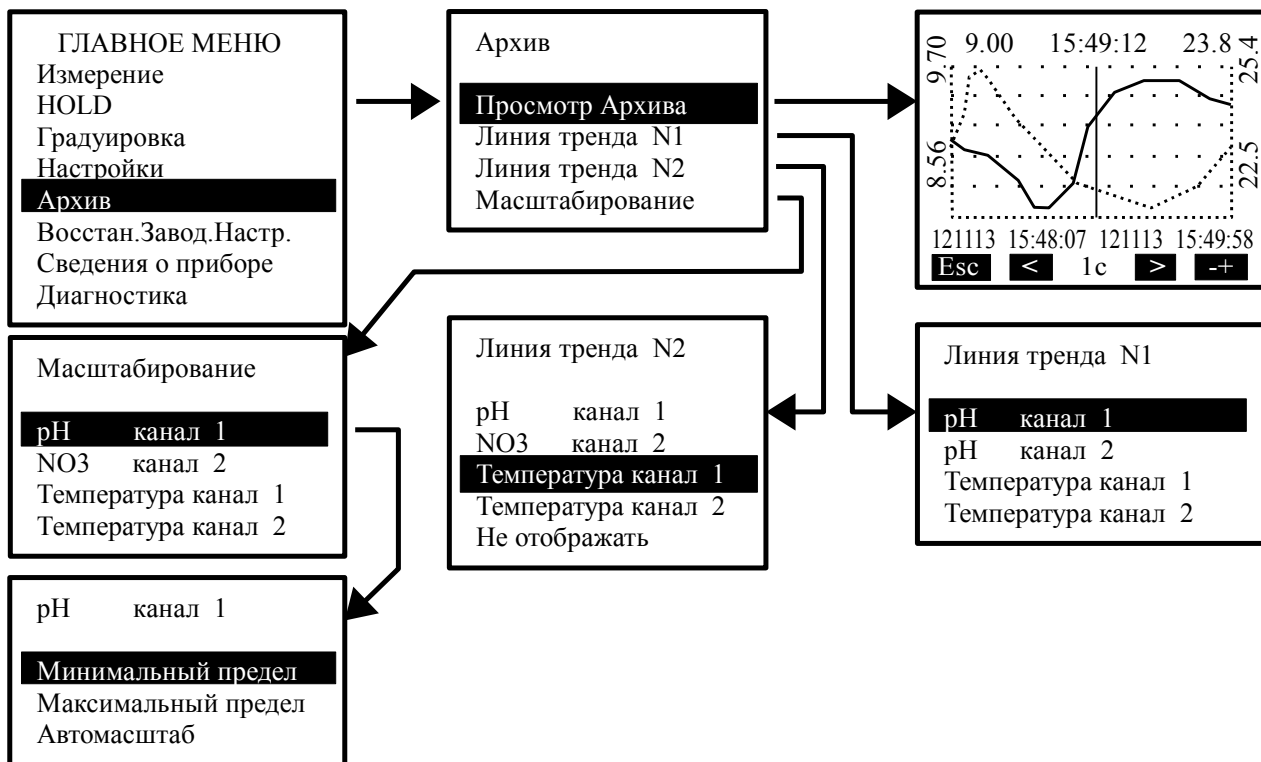 ГЛАВНОЕ МЕНЮ
Измерение
HOLD
Градуировка
Настройки
Архив
Восстан.Завод.Настр.
Сведения о приборе
Диагностика
Архив
Просмотр Архива
Линия тренда N1
Линия тренда N2
Масштабирование
9.00 15:49:12 23.8
9.70
8.56
25.4
22.5
121113 15:48:07 121113 15:49:58
Esc < 1с > -+
Масштабирование
pH канал 1
NO3 канал 2
Температура канал 1
Температура канал 2
Линия тренда N2
pH канал 1
NO3 канал 2
Температура канал 1
Температура канал 2
Не отображать
Линия тренда N1
pH канал 1
pH канал 2
Температура канал 1
Температура канал 2
pH канал 1
Минимальный предел
Максимальный предел
Автомасштаб